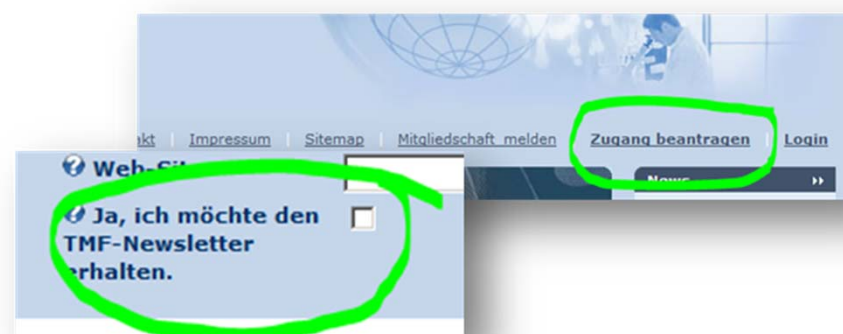 Impressum | Sitemap | Mitgliedschaft melden Zugang beantragen | Login
News
Ja, ich möchte den
TMF-Newsletter
erhalten.